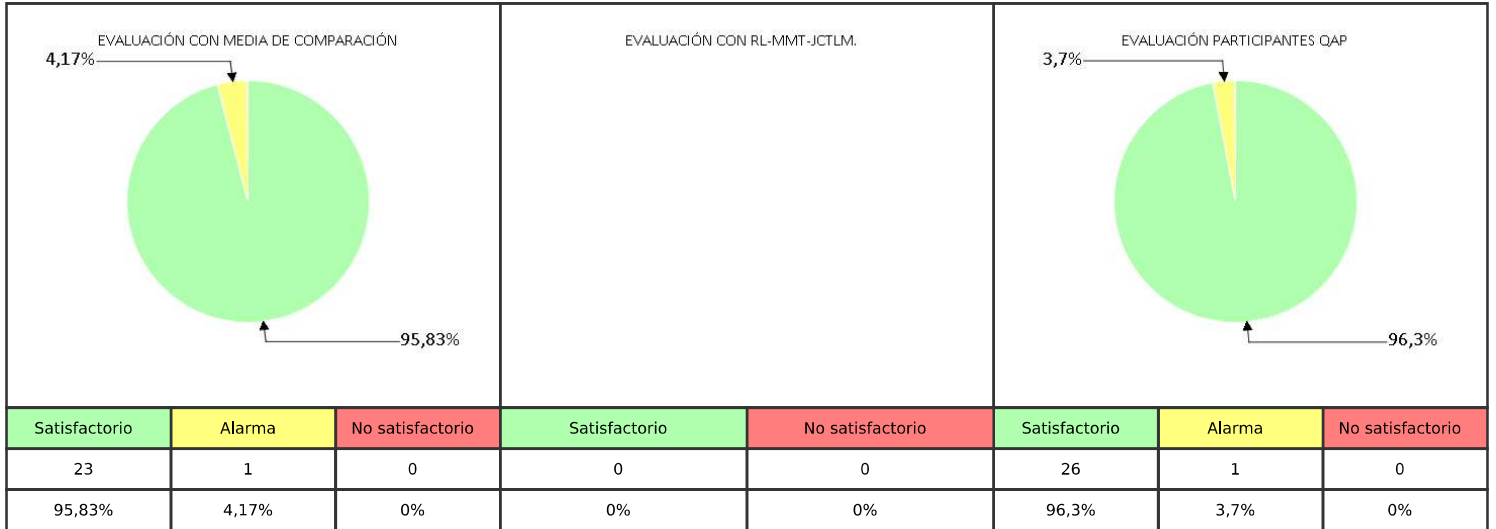 EVALUACIÓN CON MEDIA DE COMPARACIÓN
4,17%
95,83%
EVALUACIÓN CON RL-MMT-JCTLM.
EVALUACIÓN PARTICIPANTES QAP
3,7%
96,3%
Satisfactorio Alarma No satisfactorio Satisfactorio No satisfactorio Satisfactorio Alarma No satisfactorio
23 1 0 0 0 26 1 0
95,83% 4,17% 0% 0% 0% 96,3% 3,7% 0%